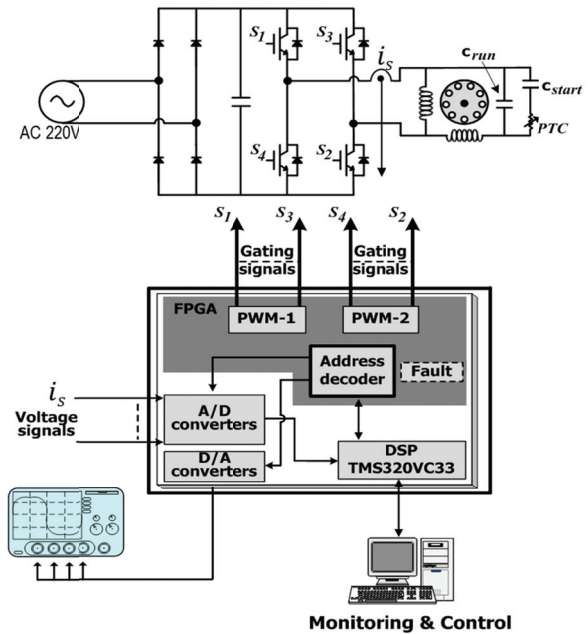 S1
S3
is
Crun
Cstart
PTC
AC 220V
S4
S2
S1
S3
S4
S2
Gating
signals
Gating
signals
FPGA
PWM-1
PWM-2
Address
decoder
Fault
is
Voltage
signals
A/D
converters
D/A
converters
DSP
TMS320VC33
Monitoring & Control